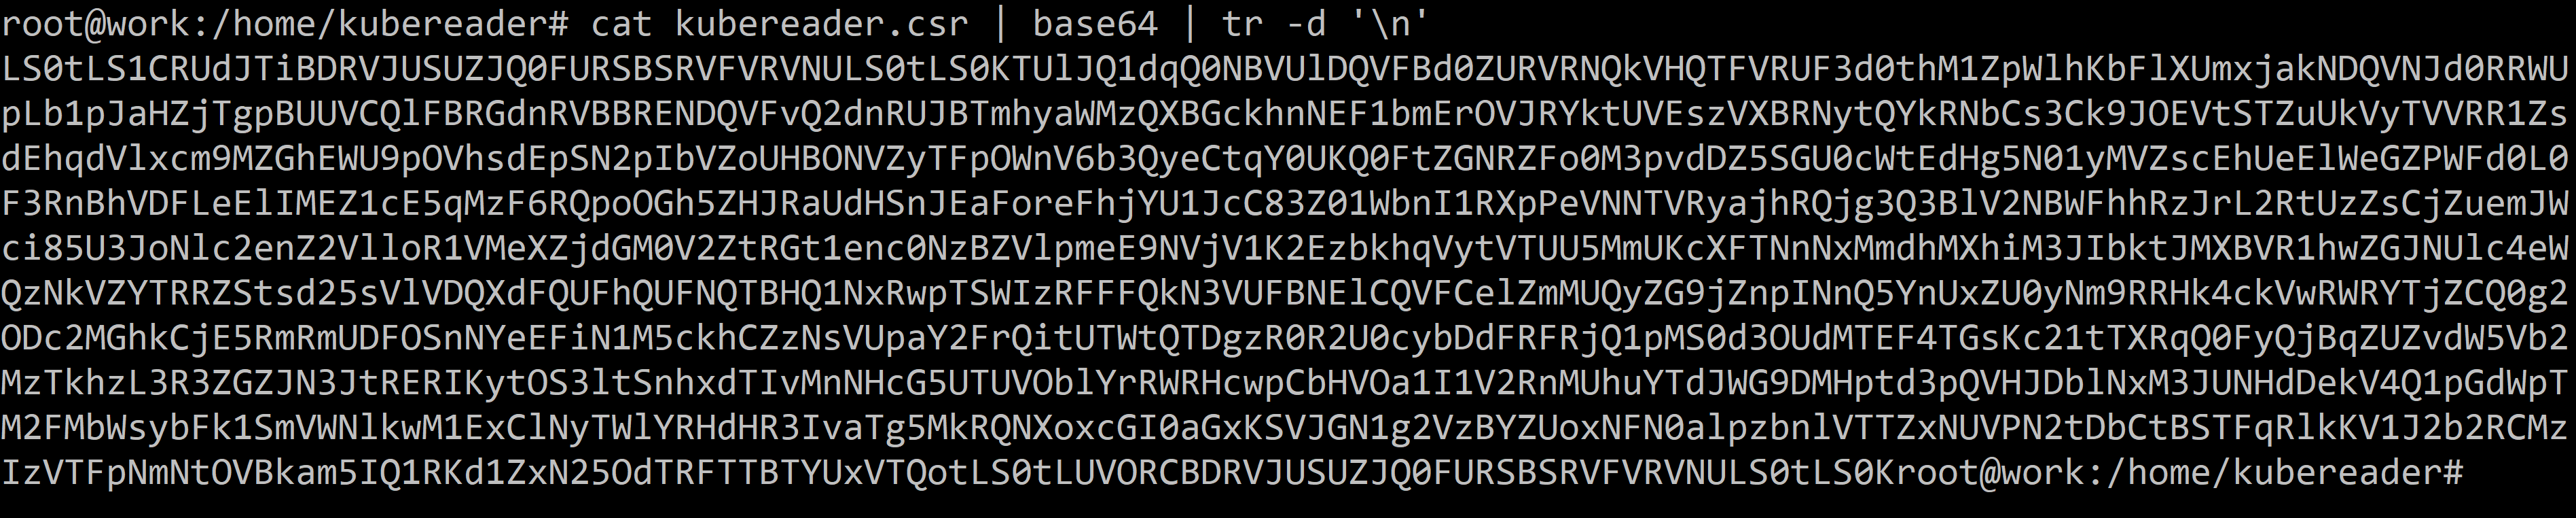 root@work:/home/kubereader# cat kubereader.csr | base64 | tr -d '\n'
LS0tLS1CRUdJTiBDRVJUSUZJQ0FURSBSRVFVRVNULS0tLS0KTUlJQ1dqQ0NBVUlDQVFBd0ZURVRNQkVHQTFVRUF3d0thM1ZpWlhKbFlXUmxjakNDQVNJd0RRWU
pLb1pJaHZjTgpBUUVCQlFBRGdnRVBBRENDQVFvQ2dnRUJBTmhyaWMzQXBGckhnNEF1bmErOVJRYktUVEszVXBRNytQYkRNbCs3Ck9JOEVtSTZuUkVyTVVRR1Zs
dEhqdVlxcm9MZGhEWU9pOVhsdEpSN2pIbVZoUHBONVZyTFpOWnV6b3QyeCtqY0UKQ0FtZGNRZFo0M3pvdDZ5SGU0cWtEdHg5N01yMVZscEhUeElWeGZPWFd0L0
F3RnBhVDFLeElIMEZ1cE5qMzF6RQpoOGh5ZHJRaUdHSnJEaForeFhjYU1JcC83Z01WbnI1RXpPeVNNTVRyajhRQjg3Q3BlV2NBWFhhRzJrL2RtUzZsCjZuemJW
ci85U3JoNlc2enZ2VlloR1VMeXZjdGM0V2ZtRGt1enc0NzBZVlpmeE9NVjV1K2EzbkhqVytVTUU5MmUKcXFTNnNxMmdhMXhiM3JIbktJMXBVR1hwZGJNUlc4eW
QzNkVZYTRRZStsd25sVlVDQXdFQUFhQUFNQTBHQ1NxRwpTSWIzRFFFQkN3VUFBNElCQVFCelZmMUQyZG9jZnpINnQ5YnUxZU0yNm9RRHk4ckVwRWRYTjZCQ0g2
ODc2MGhkCjE5RmRmUDFOSnNYeEFiN1M5ckhCZzNsVUpaY2FrQitUTWtQTDgzR0R2U0cybDdFRFRjQ1pMS0d3OUdMTEF4TGsKc21tTXRqQ0FyQjBqZUZvdW5Vb2
MzTkhzL3R3ZGZJN3JtRERIKytOS3ltSnhxdTIvMnNHcG5UTUVOblYrRWRHcwpCbHVOa1I1V2RnMUhuYTdJWG9DMHptd3pQVHJDblNxM3JUNHdDekV4Q1pGdWpT
M2FMbWsybFk1SmVWNlkwM1ExClNyTWlYRHdHR3IvaTg5MkRQNXoxcGI0aGxKSVJGN1g2VzBYZUoxNFN0alpzbnlVTTZxNUVPN2tDbCtBSTFqRlkKV1J2b2RCMz
IzVTFpNmNtOVBkam5IQ1RKd1ZxN25OdTRFTTBTYUxVTQotLS0tLUVORCBDRVJUSUZJQ0FURSBSRVFVRVNULS0tLS0Kroot@work:/home/kubereader#